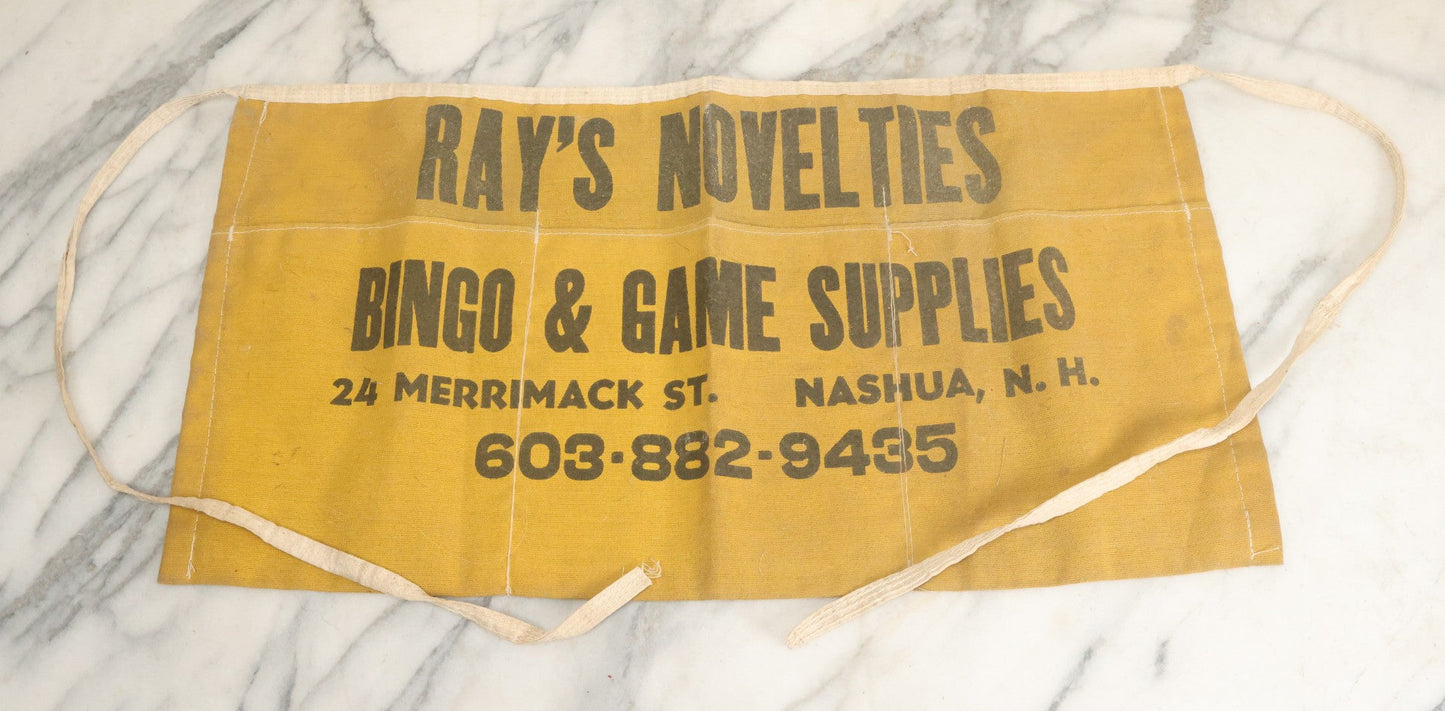 RAY'S NOVELTIES
BINGO & GAME SUPPLIES
24 MERRIMACK ST. NASHUA, N. H.
603-882-9435